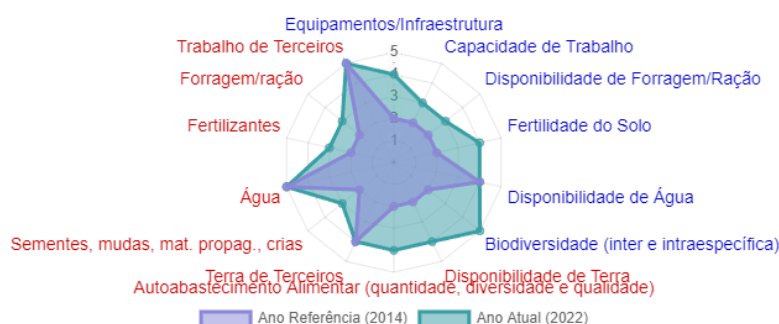 Equipamentos/Infraestrutura
Trabalho de Terceiros
5
Capacidade de Trabalho
4
Forragem/ração
Disponibilidade de Forragem/Ração
3
Fertilizantes
Fertilidade do Solo
2
1
Água
Disponibilidade de Água
Sementes, mudas, mat. propag., crias
Biodiversidade (inter e intraespecífica)
Terra de Terceiros
Disponibilidade de Terra
Autoabastecimento Alimentar (quantidade, diversidade e qualidade)
Ano Referência (2014)
Ano Atual (2022)